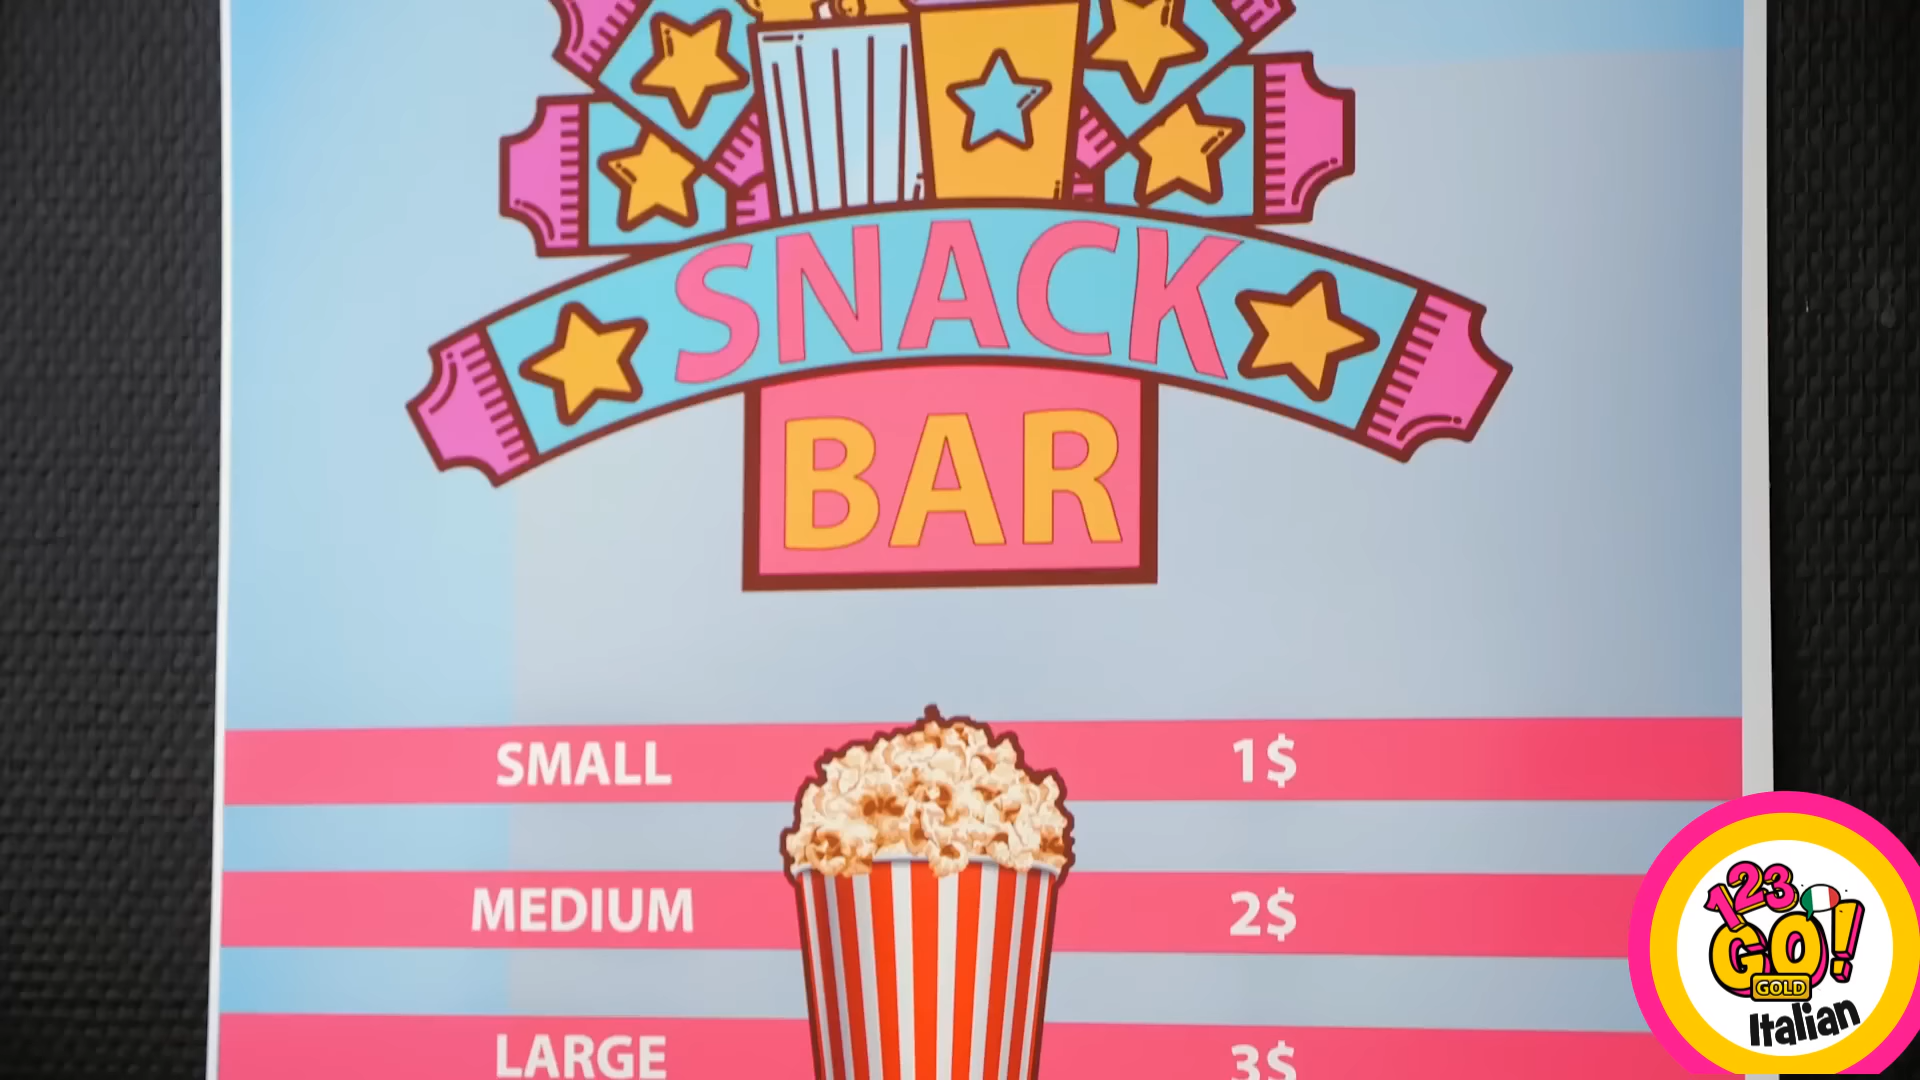 SNACK
BAR
SMALL 1$
MEDIUM 2$
LARGE 3$
123
GO!
GOLD
Italian